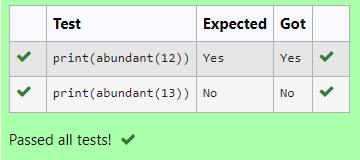 Test Expected Got
print(abundant(12)) Yes Yes
print(abundant(13)) No No
Passed all tests!